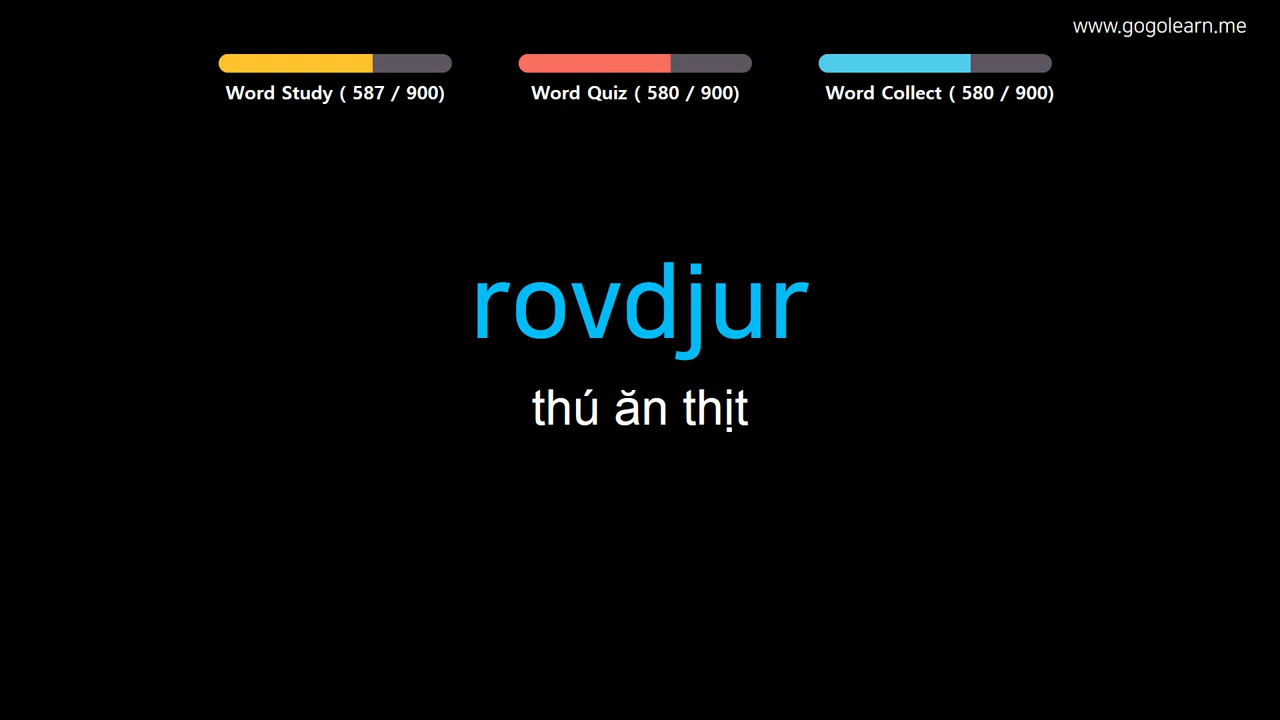 www.gogolearn.me
Word Study ( 587 / 900)
Word Quiz ( 580 / 900)
Word Collect ( 580 / 900)
rovdjur
thú ăn thịt